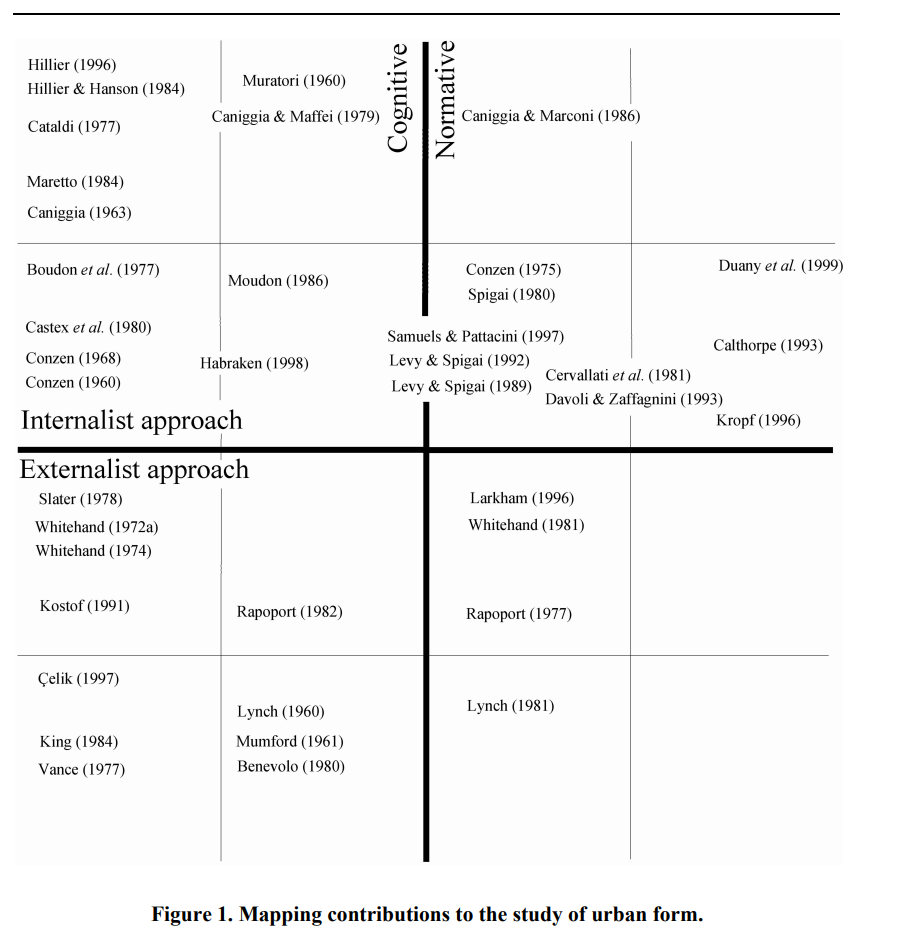 Cognitive
Normative
Hillier (1996)
Hillier & Hanson (1984)
Cataldi (1977)
Maretto (1984)
Caniggia (1963)
Muratori (1960)
Caniggia & Maffei (1979)
Caniggia & Marconi (1986)
Boudon et al. (1977)
Castex et al. (1980)
Conzen (1968)
Conzen (1960)
Moudon (1986)
Habraken (1998)
Conzen (1975)
Spigai (1980)
Samuels & Pattacini (1997)
Levy & Spigai (1992)
Levy & Spigai (1989)
Cervallati et al. (1981)
Davoli & Zaffagnini (1993)
Duany et al. (1999)
Calthorpe (1993)
Kropf (1996)
Internalist approach
Externalist approach
Slater (1978)
Whitehand (1972a)
Whitehand (1974)
Kostof (1991)
Rapoport (1982)
Larkham (1996)
Whitehand (1981)
Rapoport (1977)
Çelik (1997)
King (1984)
Vance (1977)
Lynch (1960)
Mumford (1961)
Benevolo (1980)
Lynch (1981)
Figure 1. Mapping contributions to the study of urban form.